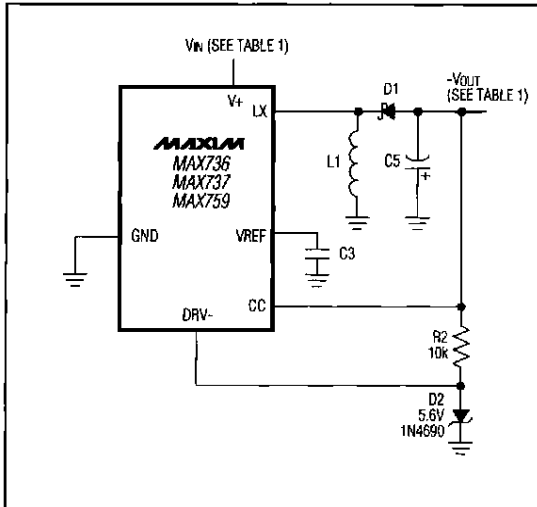 VIN (SEE TABLE 1)
V+
LX
D1
-VOUT
(SEE TABLE 1)
MAXIM
MAX736
MAX737
MAX759
L1
C5
+
GND
VREF
C3
CC
DRV-
R2
10k
D2
5.6V
1N4690